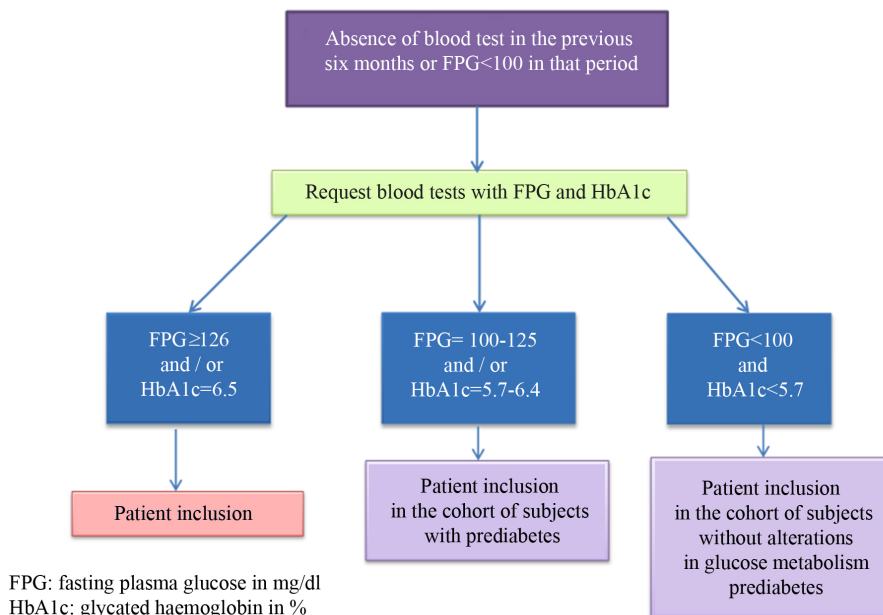 Absence of blood test in the previous
six months or FPG<100 in that period
Request blood tests with FPG and HbA1c
FPG≥126
and / or
HbA1c=6.5
FPG= 100-125
and / or
HbA1c=5.7-6.4
FPG<100
and
HbA1c<5.7
Patient inclusion
Patient inclusion
in the cohort of subjects
with prediabetes
Patient inclusion
in the cohort of subjects
without alterations
in glucose metabolism
prediabetes
FPG: fasting plasma glucose in mg/dl
HbA1c: glycated haemoglobin in %